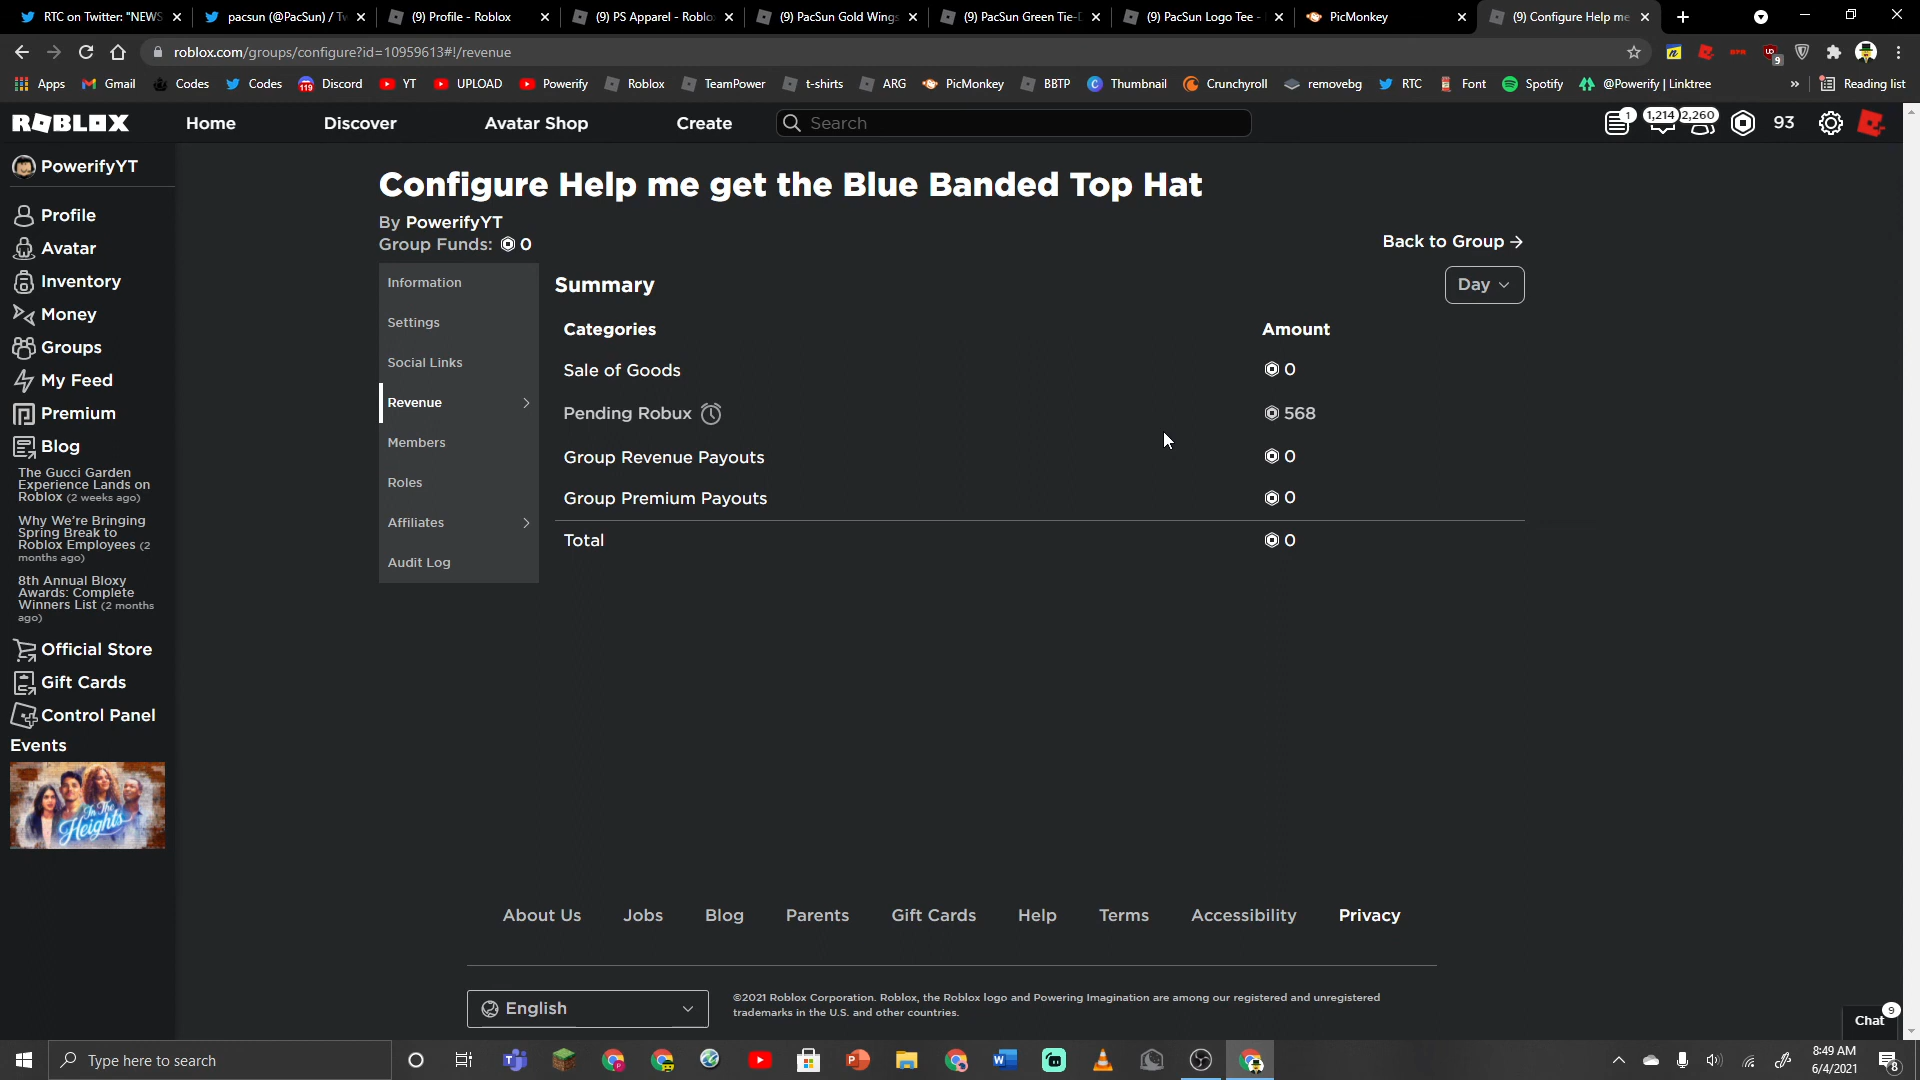 RTC on Twitter: "NEWS
pacsun (@PacSun) / Tw
(9) Profile - Roblox
(9) PS Apparel - Roblo
(9) PacSun Gold Wings
(9) PacSun Green Tie-D
(9) PacSun Logo Tee -
PicMonkey
(9) Configure Help me
roblox.com/groups/configure?id=10959613#!/revenue
9
Apps
Gmail
Codes
Codes
119
Discord
YT
UPLOAD
Powerify
Roblox
TeamPower
t-shirts
ARG
PicMonkey
BBTP
Thumbnail
Crunchyroll
removebg
RTC
Font
Spotify
@Powerify | Linktree
»
Reading list
ROBLOX
Home
Discover
Avatar Shop
Create
Search
1
1,214
2,260
93
PowerifyYT
Profile
Avatar
Inventory
Money
Groups
My Feed
Premium
Blog
The Gucci Garden
Experience Lands on
Roblox (2 weeks ago)
Why We're Bringing
Spring Break to
Roblox Employees (2
months ago)
8th Annual Bloxy
Awards: Complete
Winners List (2 months
ago)
Official Store
Gift Cards
Control Panel
Events
In The
Heights
Configure Help me get the Blue Banded Top Hat
By PowerifyYT
Group Funds: 0
Back to Group →
Information
Settings
Social Links
Revenue
Members
Roles
Affiliates
Audit Log
Summary
Day
Categories Amount
Sale of Goods 0
Pending Robux 568
Group Revenue Payouts 0
Group Premium Payouts 0
Total 0
About Us
Jobs
Blog
Parents
Gift Cards
Help
Terms
Accessibility
Privacy
English
©2021 Roblox Corporation. Roblox, the Roblox logo and Powering Imagination are among our registered and unregistered
trademarks in the U.S. and other countries.
Chat
9
Type here to search
8:49 AM
6/4/2021
8